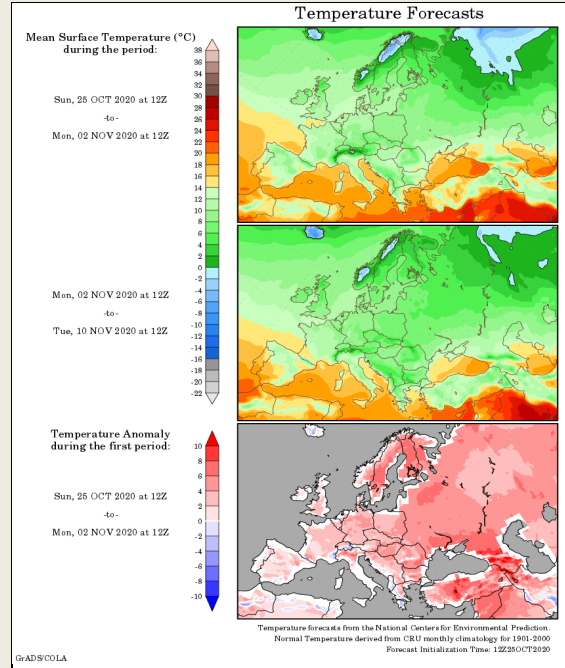 Temperature Forecasts
Mean Surface Temperature (°C)
during the period:
Sun, 25 OCT 2020 at 12Z
-to-
Mon, 02 NOV 2020 at 12Z
38
36
34
32
30
28
26
24
22
20
18
16
14
12
10
8
6
4
2
0
-2
-4
-6
-8
-10
-12
-14
-16
-18
-20
-22
Mon, 02 NOV 2020 at 12Z
-to-
Tue, 10 NOV 2020 at 12Z
Temperature Anomaly
during the first period:
Sun, 25 OCT 2020 at 12Z
-to-
Mon, 02 NOV 2020 at 12Z
10
8
6
4
2
0
-2
-4
-6
-8
-10
Temperature forecasts from the National Centers for Environmental Prediction.
Normal Temperature derived from CRU monthly climatology for 1901-2000
Forecast Initialization Time: 12Z25OCT2020
GrADS/COLA